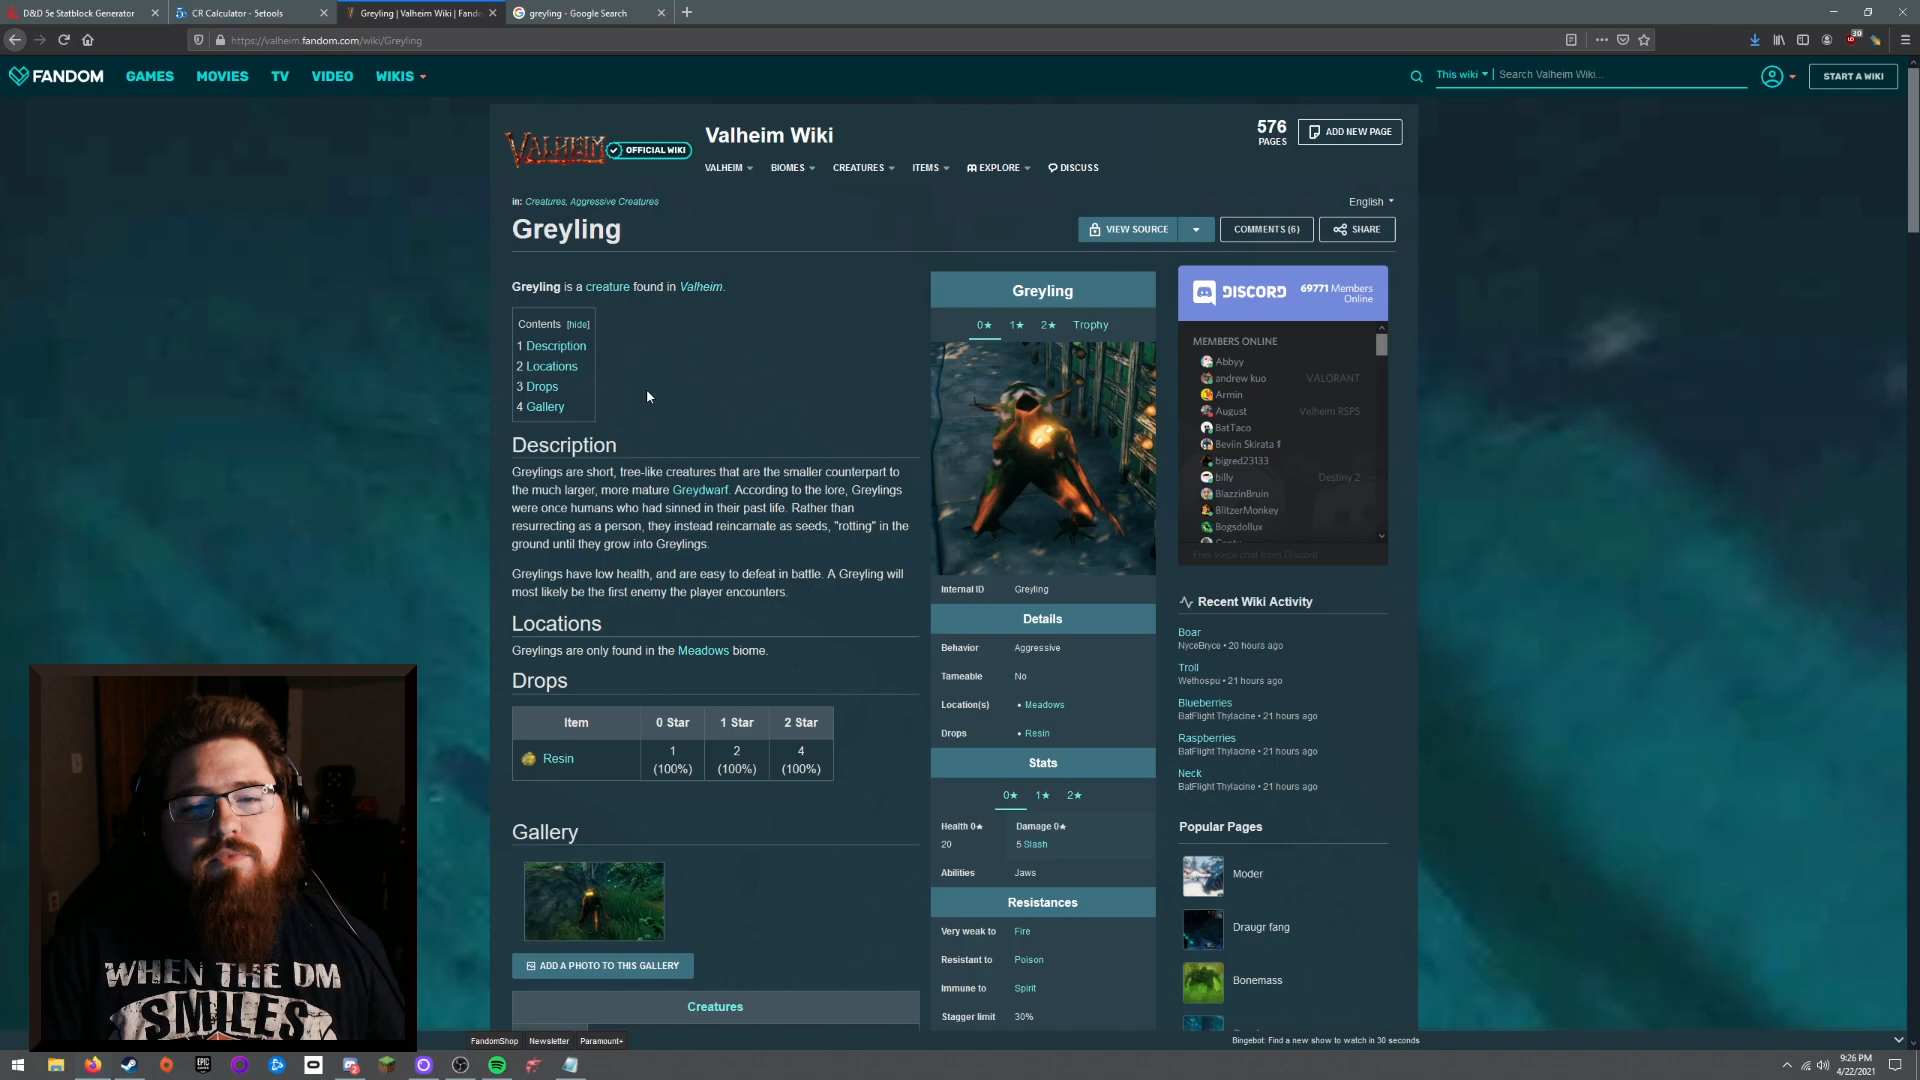 D&D 5e Statblock Generator
CR Calculator - 5etools
Greyling | Valheim Wiki | Fando
greyling - Google Search
https://valheim.fandom.com/wiki/Greyling
30
FANDOM
GAMES
MOVIES
TV
VIDEO
WIKIS
This wiki
Search Valheim Wiki...
START A WIKI
VALHEIM
OFFICIAL WIKI
Valheim Wiki
576
PAGES
ADD NEW PAGE
VALHEIM
BIOMES
CREATURES
ITEMS
EXPLORE
DISCUSS
in: Creatures, Aggressive Creatures
English
Greyling
VIEW SOURCE
COMMENTS (6)
SHARE
Greyling is a creature found in Valheim.
Contents [hide]
1 Description
2 Locations
3 Drops
4 Gallery
Description
Greylings are short, tree-like creatures that are the smaller counterpart to
the much larger, more mature Greydwarf. According to the lore, Greylings
were once humans who had sinned in their past life. Rather than
resurrecting as a person, they instead reincarnate as seeds, "rotting" in the
ground until they grow into Greylings.
Greylings have low health, and are easy to defeat in battle. A Greyling will
most likely be the first enemy the player encounters.
Locations
Greylings are only found in the Meadows biome.
Drops
Item 0 Star 1 Star 2 Star
Resin 1 2 4
(100%) (100%) (100%)
Gallery
ADD A PHOTO TO THIS GALLERY
Creatures
Greyling
0★ 1★ 2★ Trophy
Internal ID Greyling
Details
Behavior Aggressive
Tameable No
Location(s) • Meadows
Drops • Resin
Stats
0★ 1★ 2★
Health 0★ Damage 0★
20 5 Slash
Abilities Jaws
Resistances
Very weak to Fire
Resistant to Poison
Immune to Spirit
Stagger limit 30%
DISCORD
69771 Members
Online
MEMBERS ONLINE
Abbyy
andrew kuo VALORANT
Armin
August Velheim RSPS
BatTaco
Beviin Skirata
bigred23133
billy Destiny 2
BlazzinBruin
BlitzerMonkey
Bogsdollux
Free voice chat from Discord
Recent Wiki Activity
Boar
NyceBryce • 20 hours ago
Troll
Wethospu • 21 hours ago
Blueberries
BatFlight Thylacine • 21 hours ago
Raspberries
BatFlight Thylacine • 21 hours ago
Neck
BatFlight Thylacine • 21 hours ago
Popular Pages
Moder
Draugr fang
Bonemass
WHEN THE DM
SMILES
FandomShop
Newsletter
Paramount+
Bingebot: Find a new show to watch in 30 seconds
EPIC
9:26 PM
4/22/2021